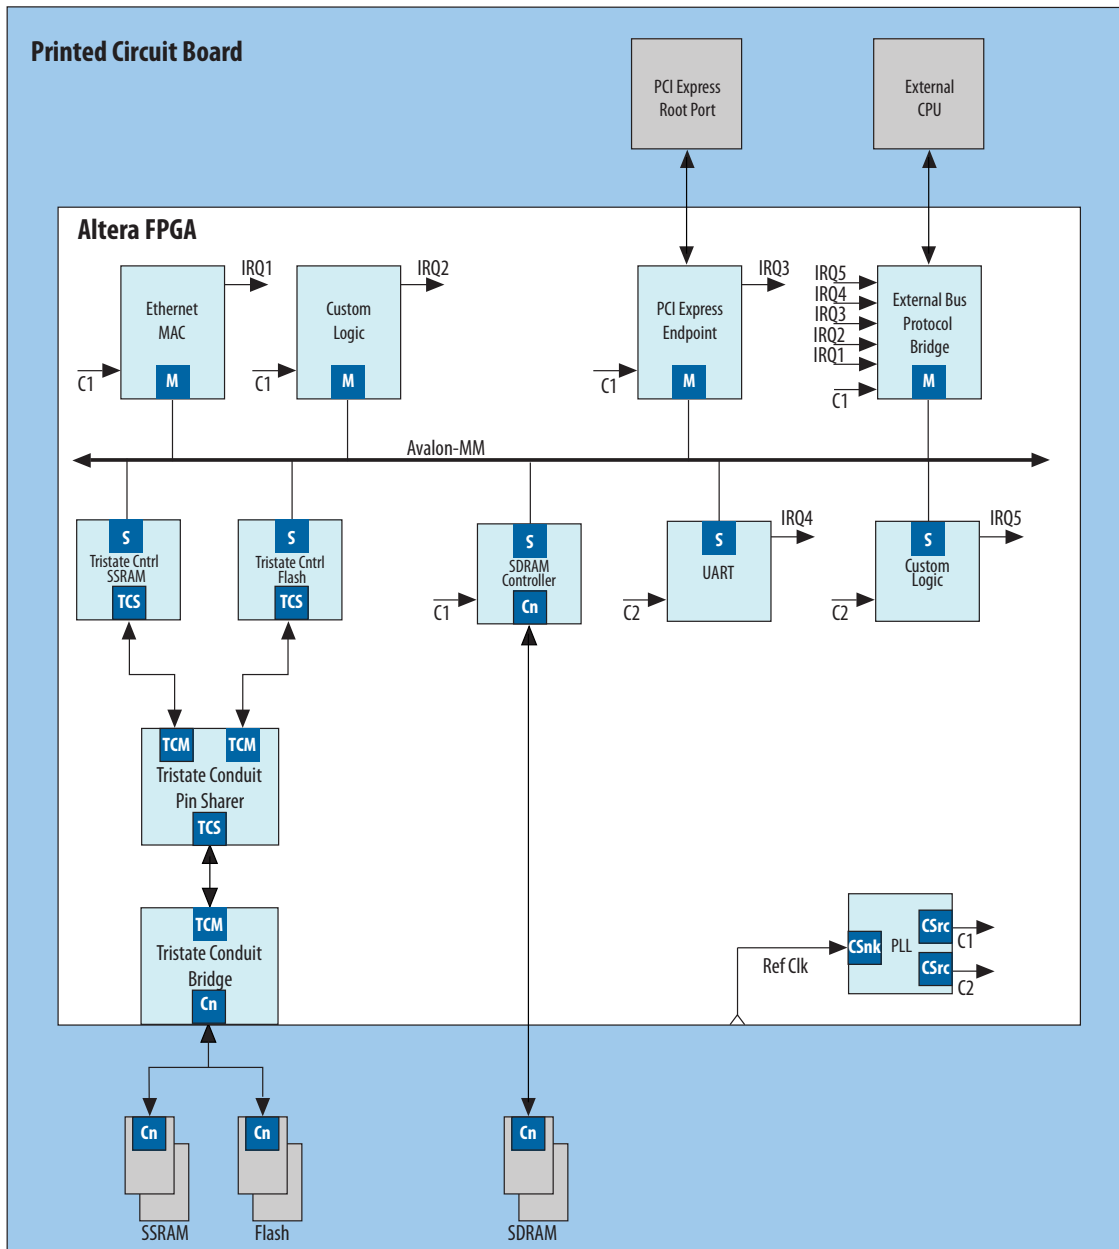 Printed Circuit Board
PCI Express
Root Port
External
CPU
Altera FPGA
Ethernet
MAC
M
IRQ1
C1
Custom
Logic
M
IRQ2
C1
PCI Express
Endpoint
M
IRQ3
C1
External Bus
Protocol
Bridge
M
IRQ5
IRQ4
IRQ3
IRQ2
IRQ1
C1
Avalon-MM
S
Tristate Cntrl
SSRAM
TCS
S
Tristate Cntrl
Flash
TCS
S
SDRAM
Controller
Cn
C1
S
UART
IRQ4
C2
S
Custom
Logic
IRQ5
C2
TCM
TCM
Tristate Conduit
Pin Sharer
TCS
TCM
Tristate Conduit
Bridge
Cn
Ref Clk
CSnk
PLL
CSrc
C1
CSrc
C2
Cn
SSRAM
Cn
Flash
Cn
SDRAM